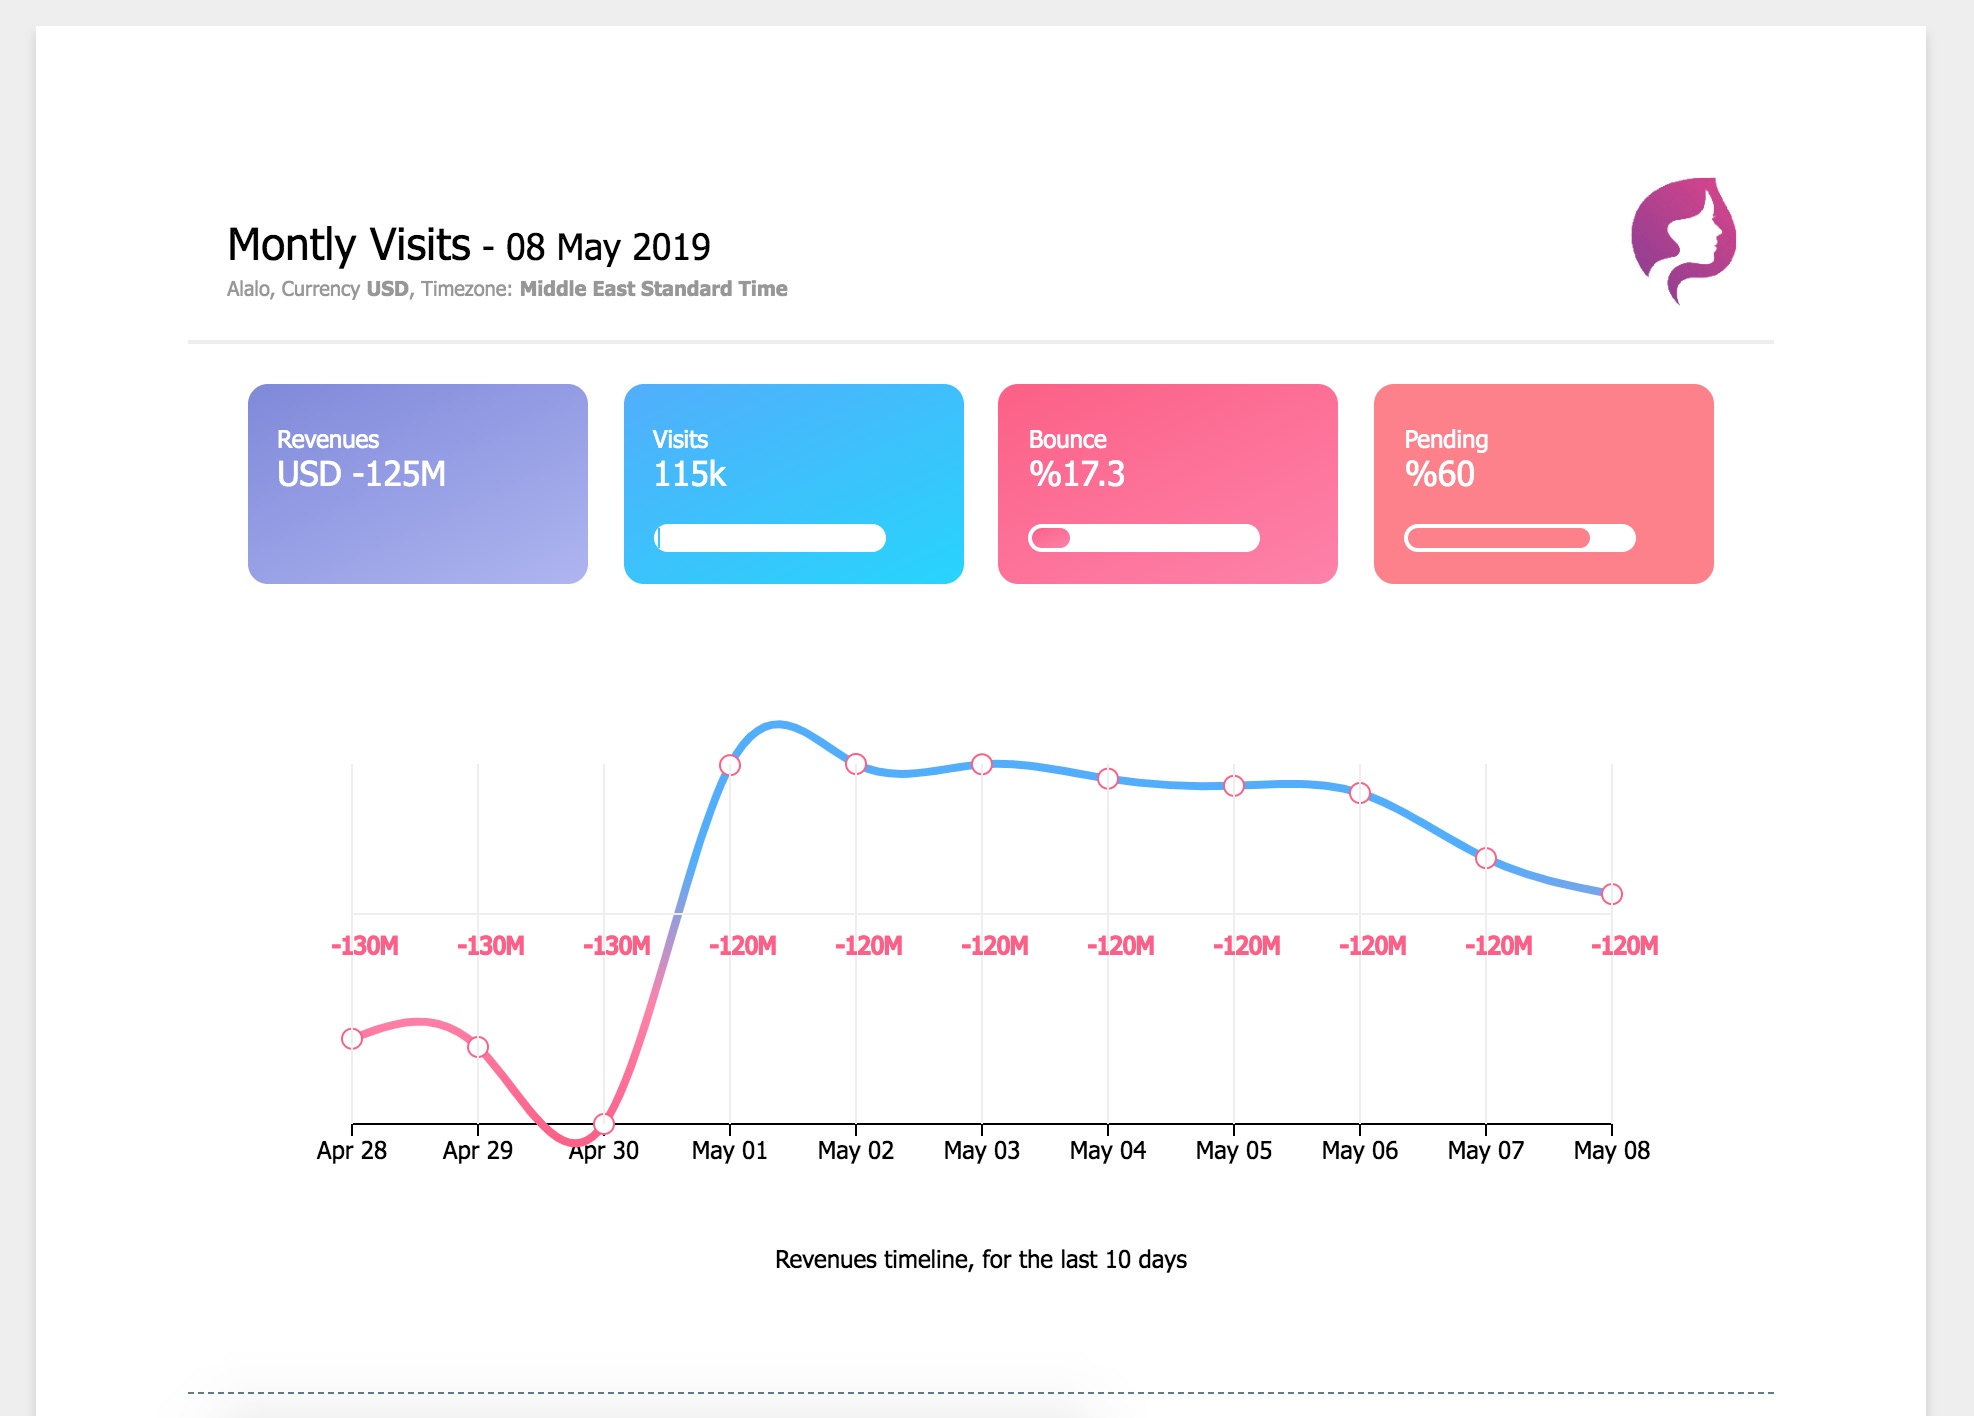 Montly Visits - 08 May 2019
Alalo, Currency USD, Timezone: Middle East Standard Time
Revenues
USD -125M
Visits
115k
Bounce
%17.3
Pending
%60
-130M -130M -130M -120M -120M -120M -120M -120M -120M -120M -120M
Apr 28 Apr 29 Apr 30 May 01 May 02 May 03 May 04 May 05 May 06 May 07 May 08
Revenues timeline, for the last 10 days